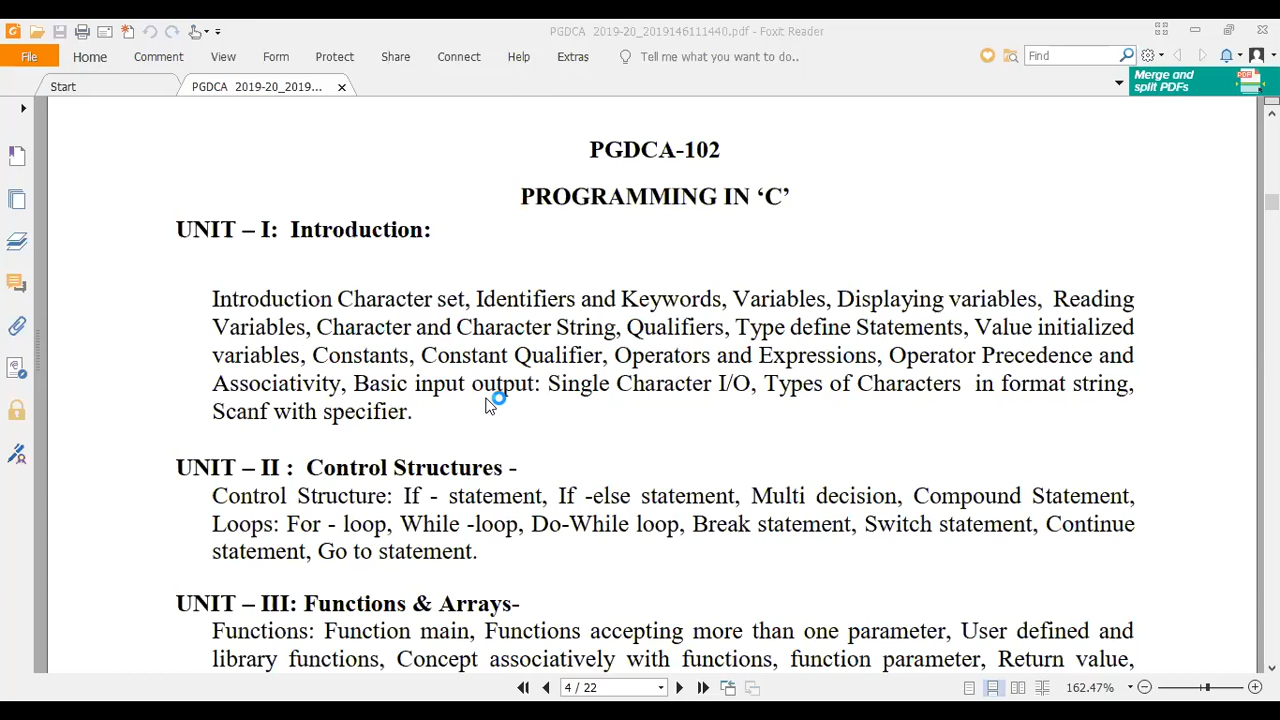 PGDCA 2019-20_2019146111440.pdf - Foxit Reader
File Home Comment View Form Protect Share Connect Help Extras Tell me what you want to do.. Find
Start PGDCA 2019-20_2019... Merge and
split PDFs
PGDCA-102
PROGRAMMING IN ‘C’
UNIT – I: Introduction:
Introduction Character set, Identifiers and Keywords, Variables, Displaying variables, Reading
Variables, Character and Character String, Qualifiers, Type define Statements, Value initialized
variables, Constants, Constant Qualifier, Operators and Expressions, Operator Precedence and
Associativity, Basic input output: Single Character I/O, Types of Characters in format string,
Scanf with specifier.
UNIT – II : Control Structures -
Control Structure: If - statement, If -else statement, Multi decision, Compound Statement,
Loops: For - loop, While -loop, Do-While loop, Break statement, Switch statement, Continue
statement, Go to statement.
UNIT – III: Functions & Arrays-
Functions: Function main, Functions accepting more than one parameter, User defined and
library functions, Concept associatively with functions, function parameter, Return value,
4 / 22 162.47%